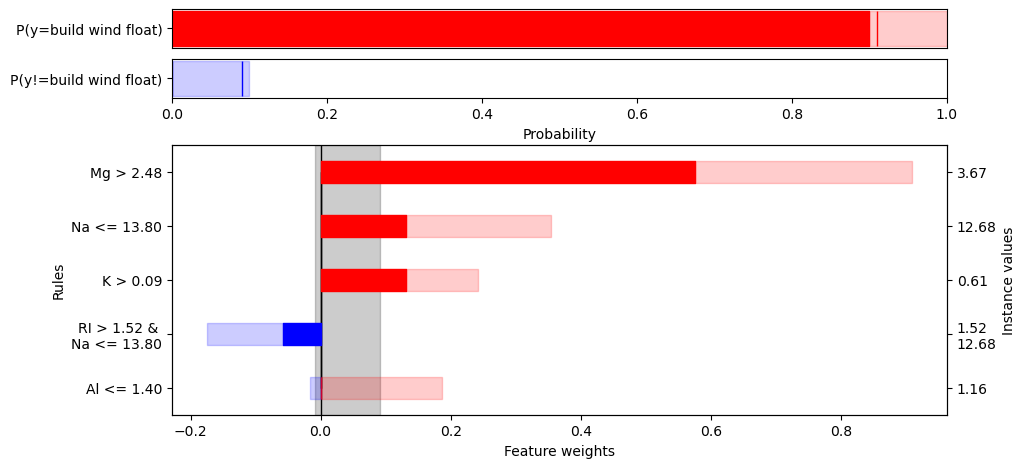 P(y=build wind float)
P(y!=build wind float)
0.0 0.2 0.4 0.6 0.8 1.0
Probability
Mg > 2.48 3.67
Na <= 13.80 12.68
K > 0.09 0.61
RI > 1.52 & 1.52
Na <= 13.80 12.68
Al <= 1.40 1.16
Rules
Instance values
−0.2 0.0 0.2 0.4 0.6 0.8
Feature weights